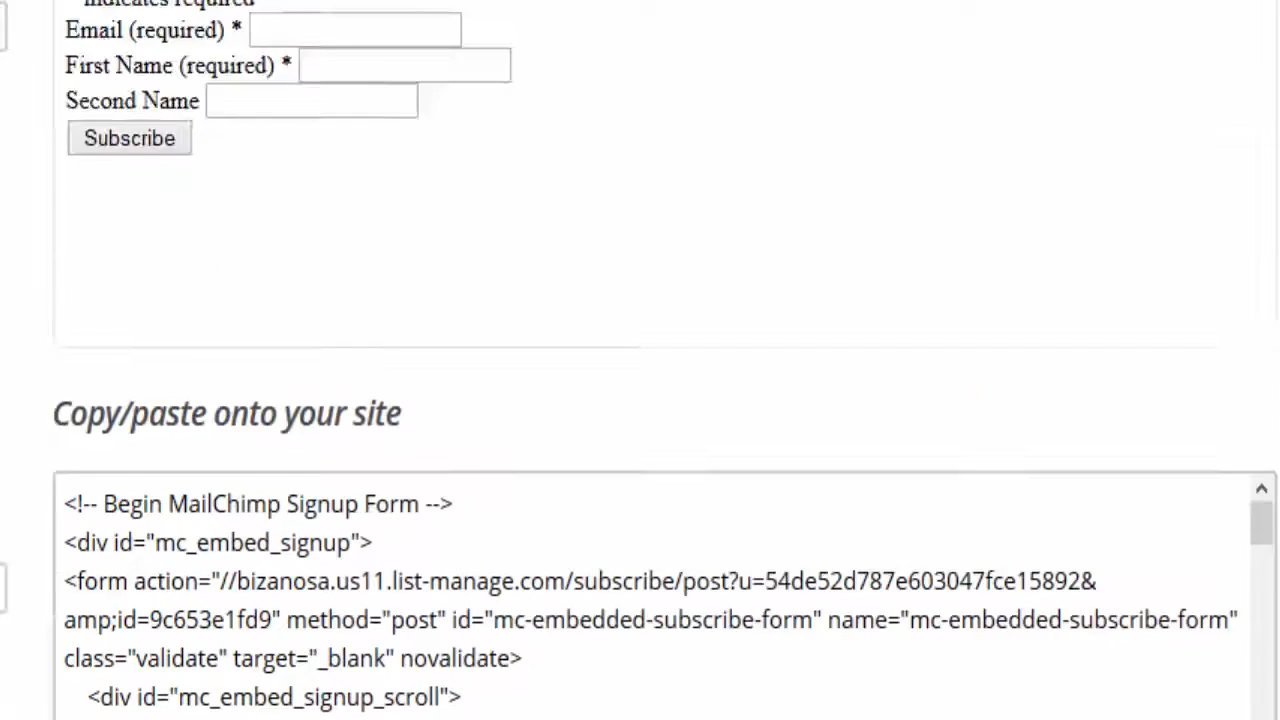 indicates required
Email (required) *
First Name (required) *
Second Name
Subscribe
Copy/paste onto your site
<!-- Begin MailChimp Signup Form -->
<div id="mc_embed_signup">
<form action="//bizanosa.us11.list-manage.com/subscribe/post?u=54de52d787e603047fce15892&
amp;id=9c653e1fd9" method="post" id="mc-embedded-subscribe-form" name="mc-embedded-subscribe-form"
class="validate" target="_blank" novalidate>
<div id="mc_embed_signup_scroll">